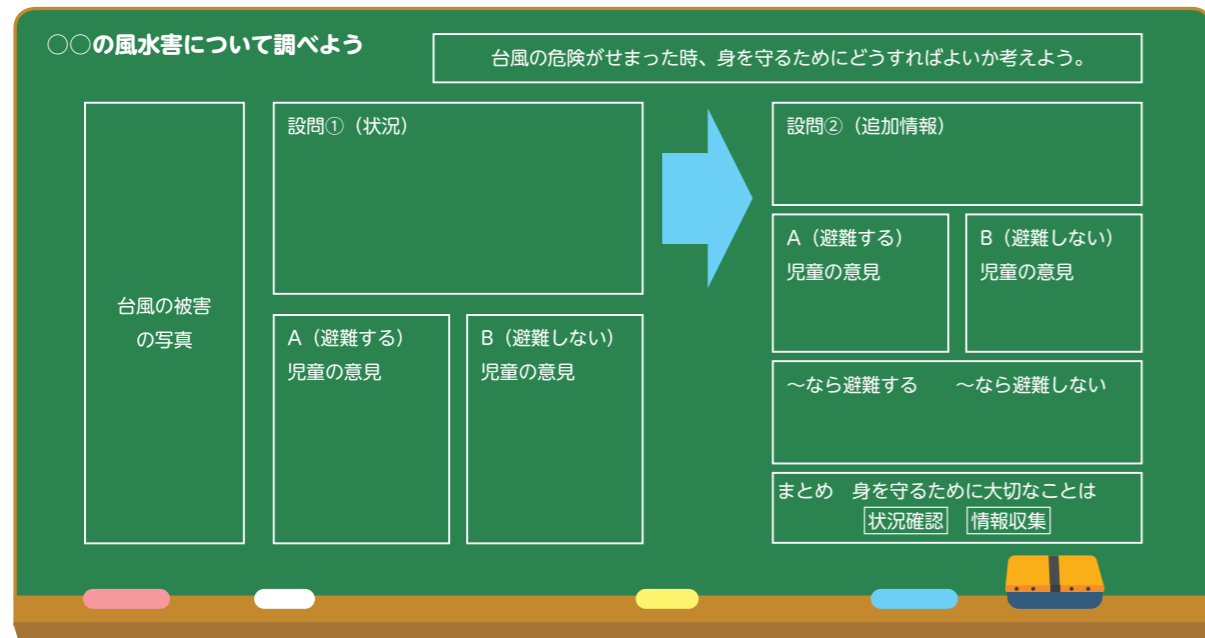 ○○の風水害について調べよう
台風の危険がせまった時、身を守るためにどうすればよいか考えよう。
台風の被害
の写真
設問①（状況）
A（避難する）
児童の意見
B（避難しない）
児童の意見
設問②（追加情報）
A（避難する）
児童の意見
B（避難しない）
児童の意見
～なら避難する　　～なら避難しない
まとめ　身を守るために大切なことは
状況確認　情報収集